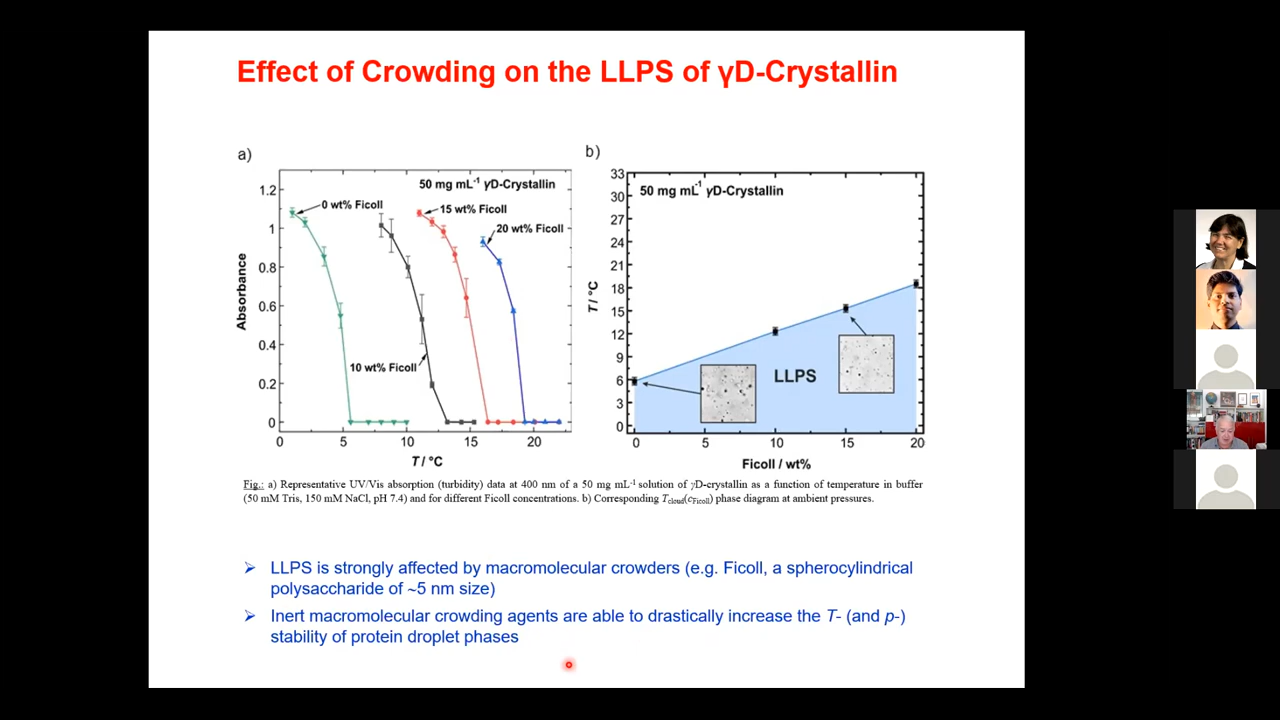 Effect of Crowding on the LLPS of γD-Crystallin
a)
50 mg mL-1 γD-Crystallin
0 wt% Ficoll
15 wt% Ficoll
20 wt% Ficoll
10 wt% Ficoll
1.2
1
0.8
0.6
0.4
0.2
0
Absorbance
0 5 10 15 20
T / °C
b)
50 mg mL-1 γD-Crystallin
33
30
27
24
21
18
15
12
9
6
3
0
T / °C
LLPS
0 5 10 15 20
Ficoll / wt%
Fig.: a) Representative UV/Vis absorption (turbidity) data at 400 nm of a 50 mg mL-1 solution of γD-crystallin as a function of temperature in buffer
(50 mM Tris, 150 mM NaCl, pH 7.4) and for different Ficoll concentrations. b) Corresponding Tcloud(cFicoll) phase diagram at ambient pressures.
➢ LLPS is strongly affected by macromolecular crowders (e.g. Ficoll, a spherocylindrical
polysaccharide of ~5 nm size)
➢ Inert macromolecular crowding agents are able to drastically increase the T- (and p-)
stability of protein droplet phases